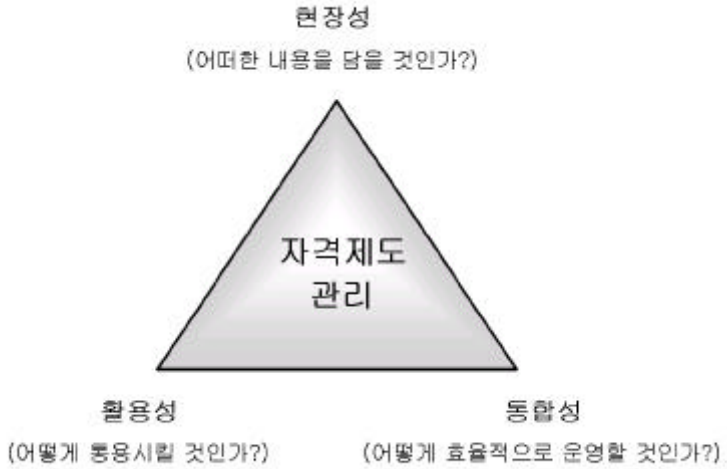 현장성
(어떠한 내용을 담을 것인가?)
자격제도
관리
활용성
(어떻게 통용시킬 것인가?)
통합성
(어떻게 효율적으로 운영할 것인가?)